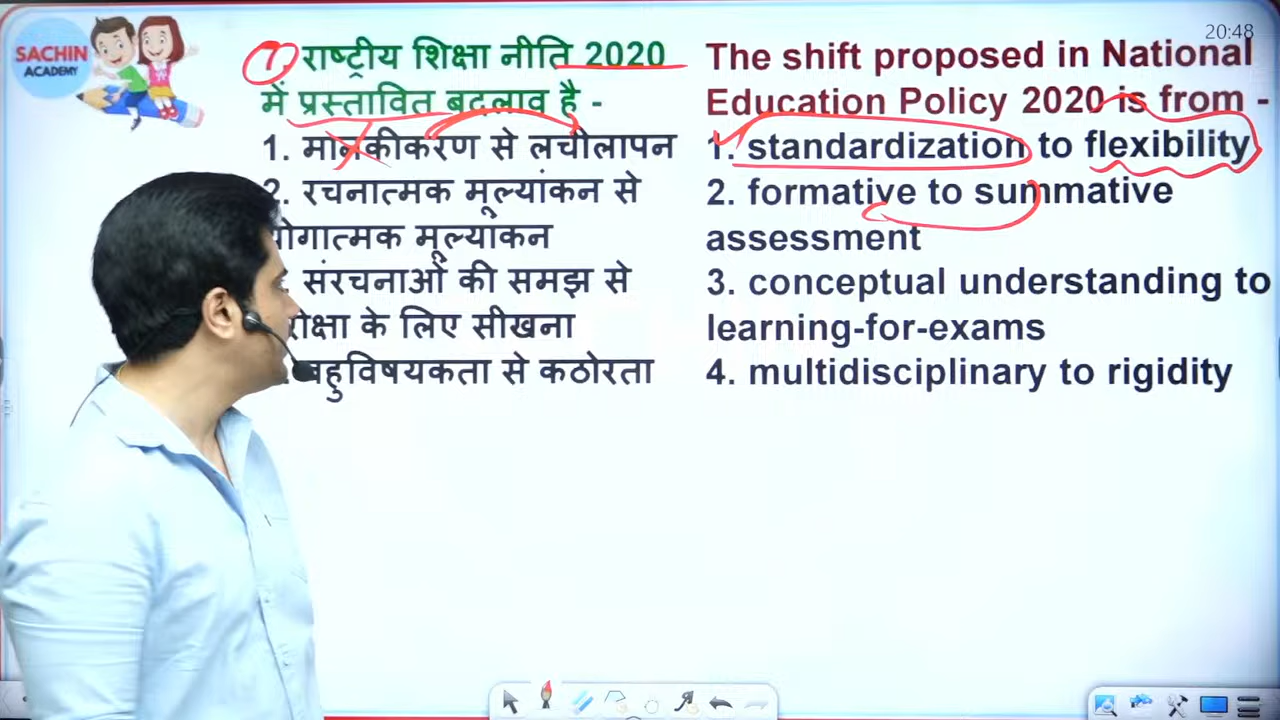 20:48
SACHIN
ACADEMY
7. राष्ट्रीय शिक्षा नीति 2020
में प्रस्तावित बदलाव है -
1. मानकीकरण से लचीलापन
2. रचनात्मक मूल्यांकन से
योगात्मक मूल्यांकन
संरचनाओं की समझ से
के लिए सीखना
बहुविषयकता से कठोरता
The shift proposed in National
Education Policy 2020 is from -
1. standardization to flexibility
2. formative to summative
assessment
3. conceptual understanding to
learning-for-exams
4. multidisciplinary to rigidity